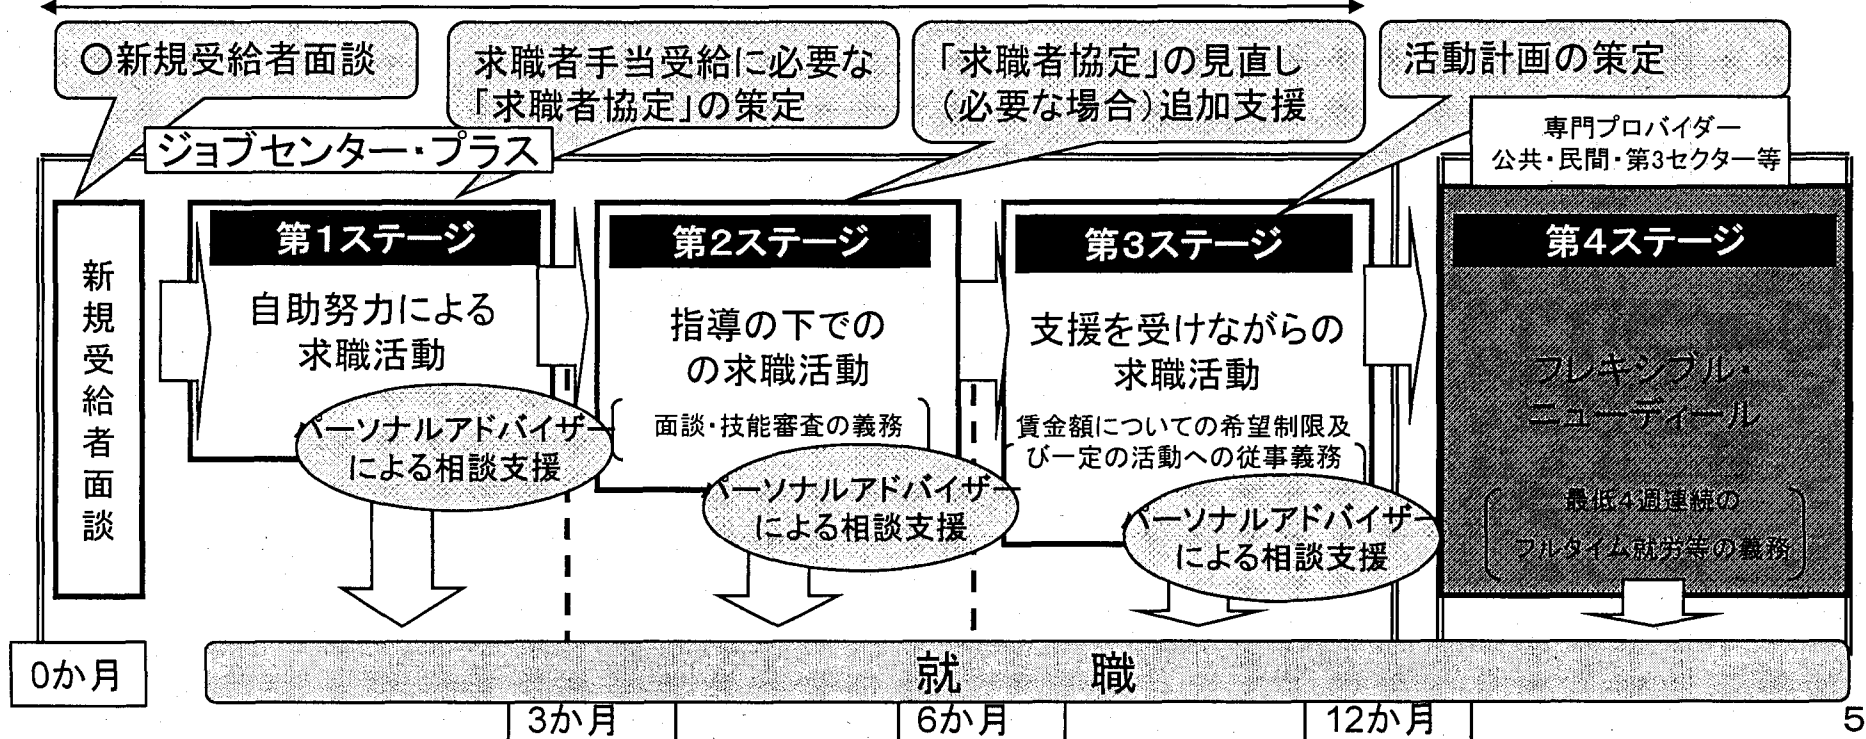 〇新規受給者面談
求職者手当受給に必要な
「求職者協定」の策定
「求職者協定」の見直し
(必要な場合)追加支援
活動計画の策定
ジョブセンター・プラス
専門プロバイダー
公共・民間・第3セクター等
新規受給者面談
第1ステージ
自助努力による
求職活動
パーソナルアドバイザー
による相談支援
第2ステージ
指導の下での
の求職活動
面談・技能審査の義務
パーソナルアドバイザー
による相談支援
第3ステージ
支援を受けながらの
求職活動
賃金額についての希望制限及
び一定の活動への従事義務
パーソナルアドバイザー
による相談支援
第4ステージ
フレキシブル・
ニューディール
最低4週連続の
フルタイム就労等の義務
就 職
0か月
3か月
6か月
12か月
5